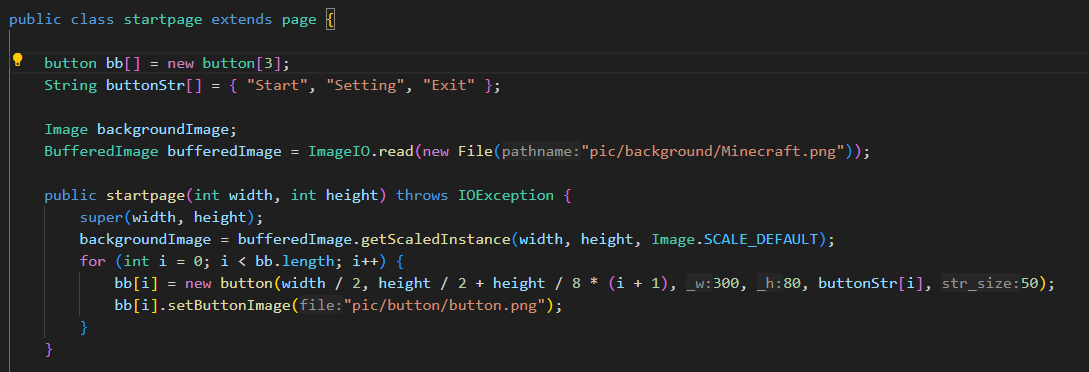 public class startpage extends page {
button bb[] = new button[3];
String buttonStr[] = { "Start", "Setting", "Exit" };
Image backgroundImage;
BufferedImage bufferedImage = ImageIO.read(new File(pathname:"pic/background/Minecraft.png"));
public startpage(int width, int height) throws IOException {
super(width, height);
backgroundImage = bufferedImage.getScaledInstance(width, height, Image.SCALE_DEFAULT);
for (int i = 0; i < bb.length; i++) {
bb[i] = new button(width / 2, height / 2 + height / 8 * (i + 1), _w:300, _h:80, buttonStr[i], str_size:50);
bb[i].setButtonImage(file:"pic/button/button.png");
}
}